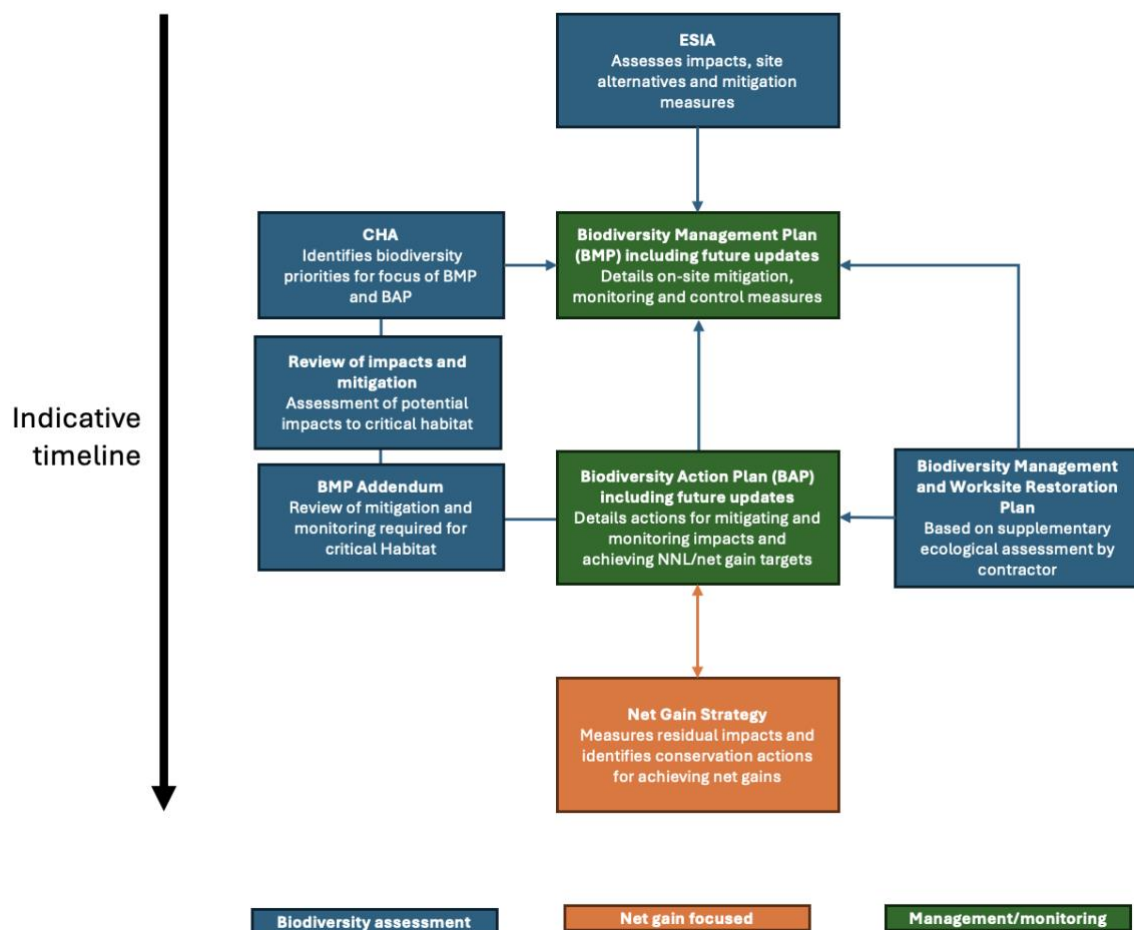 ESIA
Assesses impacts, site
alternatives and mitigation
measures
CHA
Identifies biodiversity
priorities for focus of BMP
and BAP
Biodiversity Management Plan
(BMP) including future updates
Details on-site mitigation,
monitoring and control measures
Review of impacts and
mitigation
Assessment of potential
impacts to critical habitat
Indicative
timeline
BMP Addendum
Review of mitigation and
monitoring required for
critical Habitat
Biodiversity Action Plan (BAP)
including future updates
Details actions for mitigating and
monitoring impacts and
achieving NNL/net gain targets
Biodiversity Management
and Worksite Restoration
Plan
Based on supplementary
ecological assessment by
contractor
Net Gain Strategy
Measures residual impacts and
identifies conservation actions
for achieving net gains
Biodiversity assessment
Net gain focused
Management/monitoring